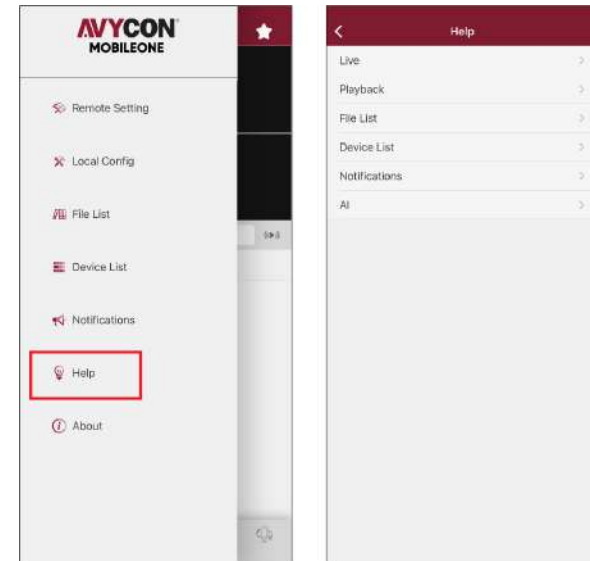 AVYCON
MOBILEONE
Remote Setting
Local Config
File List
Device List
Notifications
Help
About
Help
Live
Playback
File List
Device List
Notifications
AI